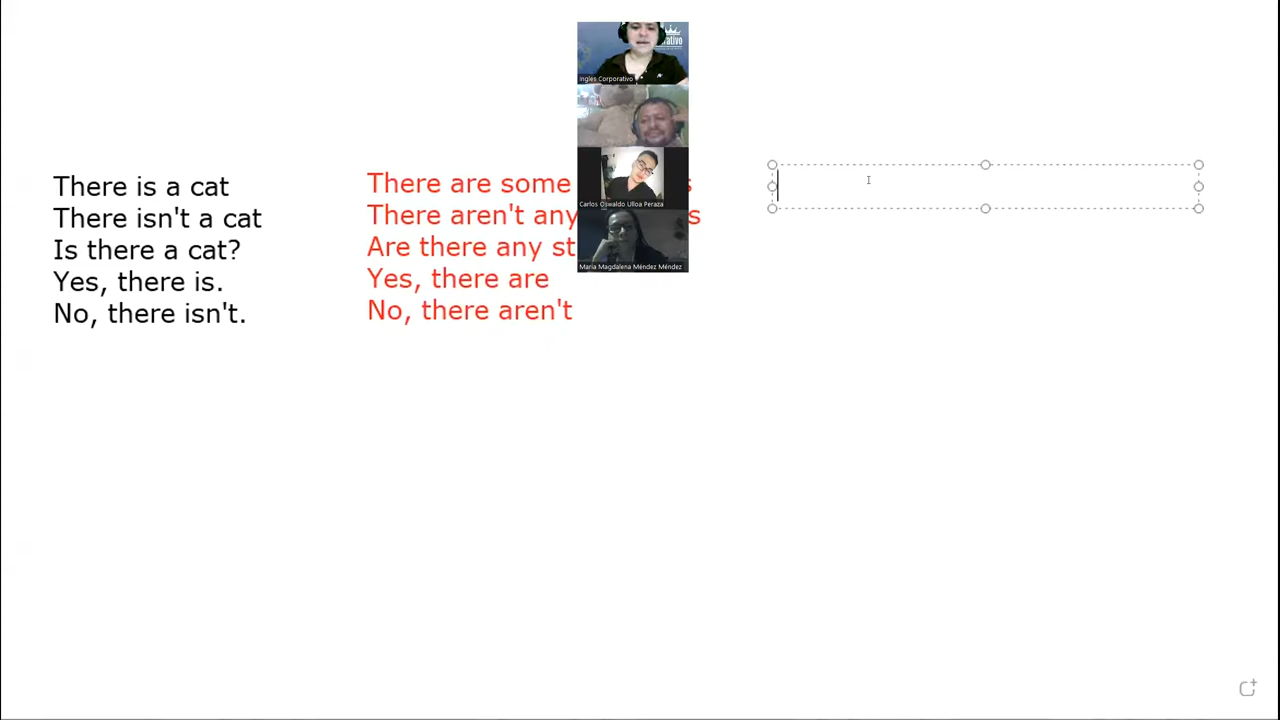 There is a cat
There isn't a cat
Is there a cat?
Yes, there is.
No, there isn't.
There are some
There aren't any
Are there any
Yes, there are
No, there aren't
Ingles Corporativo
Carlos Oswaldo Ulloa Peraza
María Magdalena Méndez Méndez